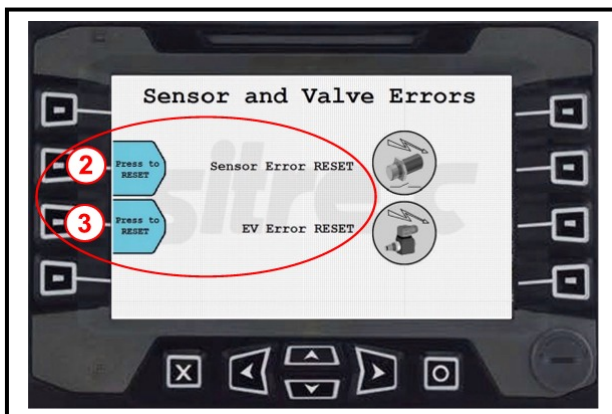 Sensor and Valve Errors
2
Press to
RESET
Sensor Error RESET
3
Press to
RESET
EV Error RESET
sitrec
X
O